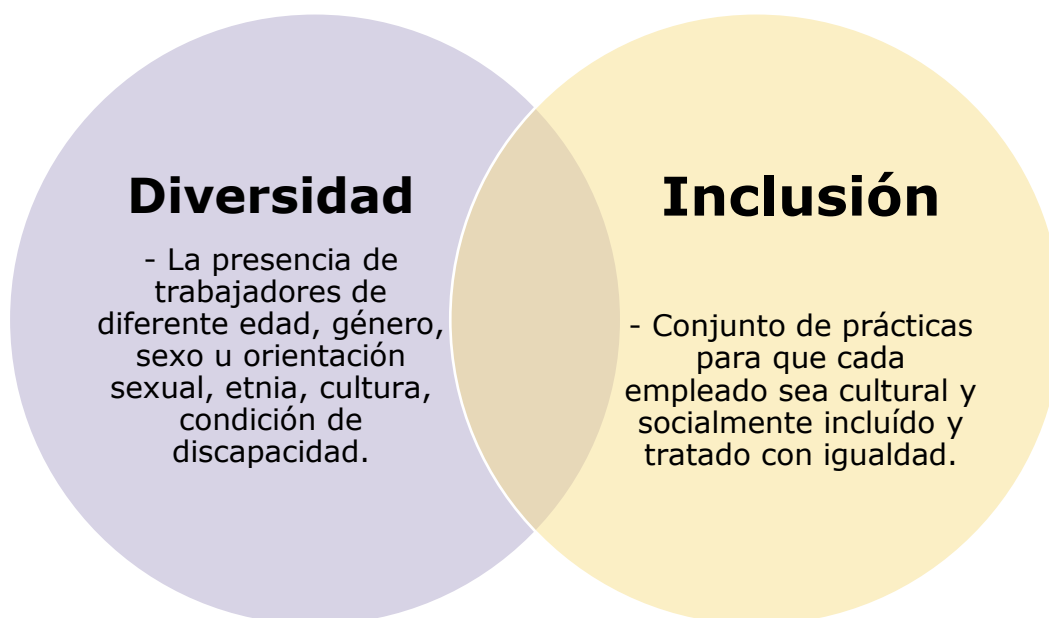 Diversidad
- La presencia de
trabajadores de
diferente edad, género,
sexo u orientación
sexual, etnia, cultura,
condición de
discapacidad.
Inclusión
- Conjunto de prácticas
para que cada
empleado sea cultural y
socialmente incluído y
tratado con igualdad.